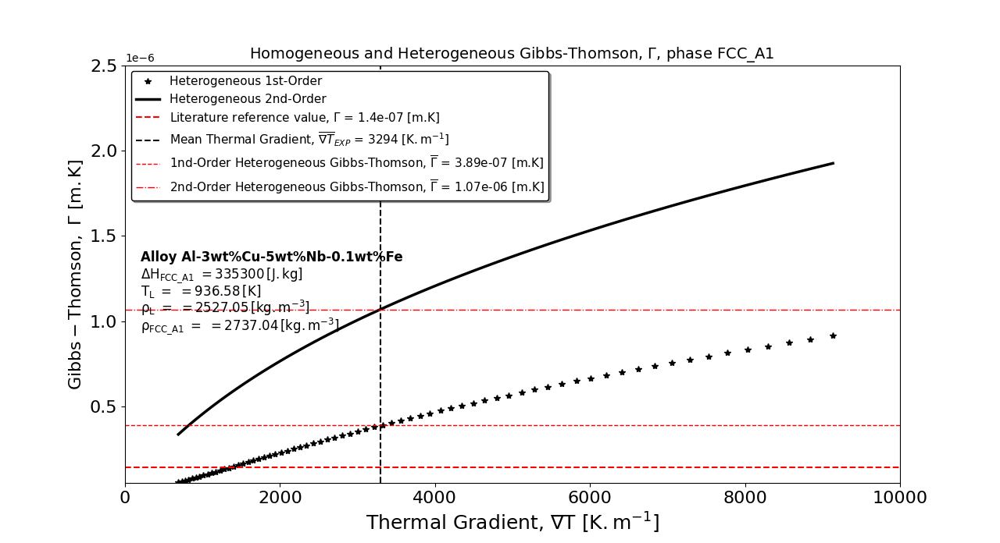 Homogeneous and Heterogeneous Gibbs-Thomson, Γ, phase FCC_A1
1e−6
Heterogeneous 1st-Order
Heterogeneous 2nd-Order
Literature reference value, Γ = 1.4e-07 [m.K]
Mean Thermal Gradient, ∇T̅_EXP = 3294 [K.m⁻¹]
1nd-Order Heterogeneous Gibbs-Thomson, Γ̅ = 3.89e-07 [m.K]
2nd-Order Heterogeneous Gibbs-Thomson, Γ̅ = 1.07e-06 [m.K]
Alloy Al-3wt%Cu-5wt%Nb-0.1wt%Fe
ΔH_FCC_A1 = 335300 [J.kg]
T_L = = 936.58 [K]
ρ_L = = 2527.05 [kg.m⁻³]
ρ_FCC_A1 = = 2737.04 [kg.m⁻³]
Gibbs − Thomson, Γ [m.K]
2.5
2.0
1.5
1.0
0.5
0 2000 4000 6000 8000 10000
Thermal Gradient, ∇T [K.m⁻¹]